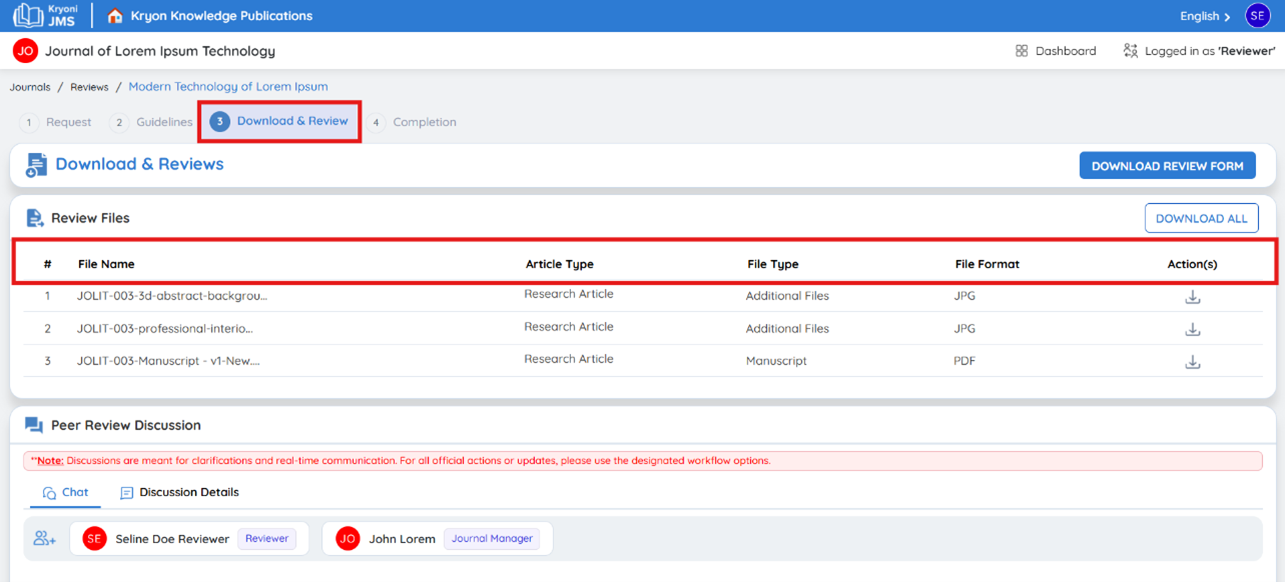 Kryoni JMS Kryon Knowledge Publications English SE
JO Journal of Lorem Ipsum Technology Dashboard Logged in as 'Reviewer'
Journals / Reviews / Modern Technology of Lorem Ipsum
1 Request 2 Guidelines 3 Download & Review 4 Completion
Download & Reviews DOWNLOAD REVIEW FORM
Review Files DOWNLOAD ALL
# File Name Article Type File Type File Format Action(s)
1 JOLIT-003-3d-abstract-backgrou... Research Article Additional Files JPG
2 JOLIT-003-professional-interio... Research Article Additional Files JPG
3 JOLIT-003-Manuscript - v1-New.... Research Article Manuscript PDF
Peer Review Discussion
**Note: Discussions are meant for clarifications and real-time communication. For all official actions or updates, please use the designated workflow options.
Chat Discussion Details
SE Seline Doe Reviewer Reviewer JO John Lorem Journal Manager